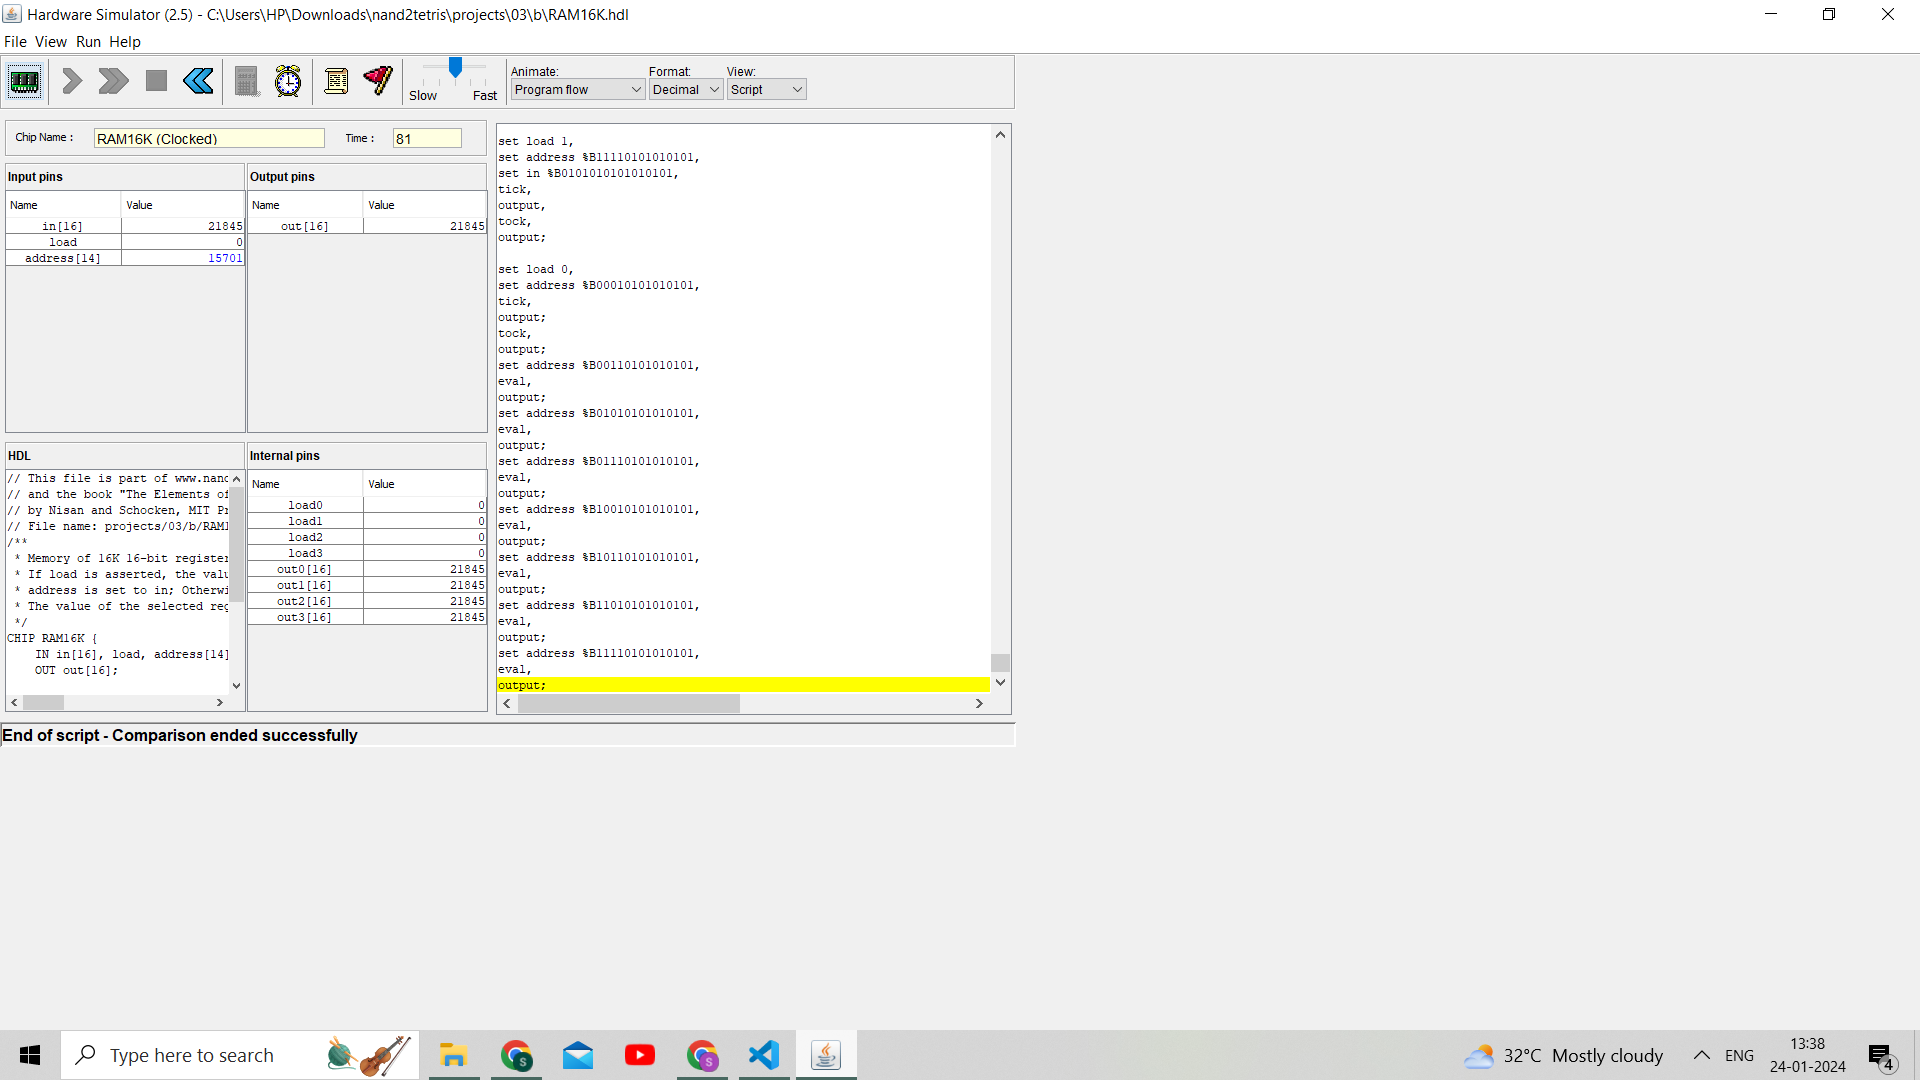 Hardware Simulator (2.5) - C:\Users\HP\Downloads\nand2tetris\projects\03\b\RAM16K.hdl
File View Run Help
Animate: Format: View:
Slow Fast Program flow Decimal Script
Chip Name : RAM16K (Clocked) Time : 81
Input pins
Name Value
in[16] 21845
load 0
address[14] 15701
Output pins
Name Value
out[16] 21845
HDL
// This file is part of www.nand
// and the book "The Elements of
// by Nisan and Schocken, MIT Pr
// File name: projects/03/b/RAM1
/**
* Memory of 16K 16-bit register
* If load is asserted, the valu
* address is set to in; Otherwi
* The value of the selected reg
*/
CHIP RAM16K {
IN in[16], load, address[14]
OUT out[16];
Internal pins
Name Value
load0 0
load1 0
load2 0
load3 0
out0[16] 21845
out1[16] 21845
out2[16] 21845
out3[16] 21845
set load 1,
set address %B11110101010101,
set in %B0101010101010101,
tick,
output,
tock,
output;
set load 0,
set address %B00010101010101,
tick,
output;
tock,
output;
set address %B00110101010101,
eval,
output;
set address %B01010101010101,
eval,
output;
set address %B01110101010101,
eval,
output;
set address %B10010101010101,
eval,
output;
set address %B10110101010101,
eval,
output;
set address %B11010101010101,
eval,
output;
set address %B11110101010101,
eval,
output;
End of script - Comparison ended successfully
Type here to search
S
S
32°C Mostly cloudy
ENG
13:38
24-01-2024
4